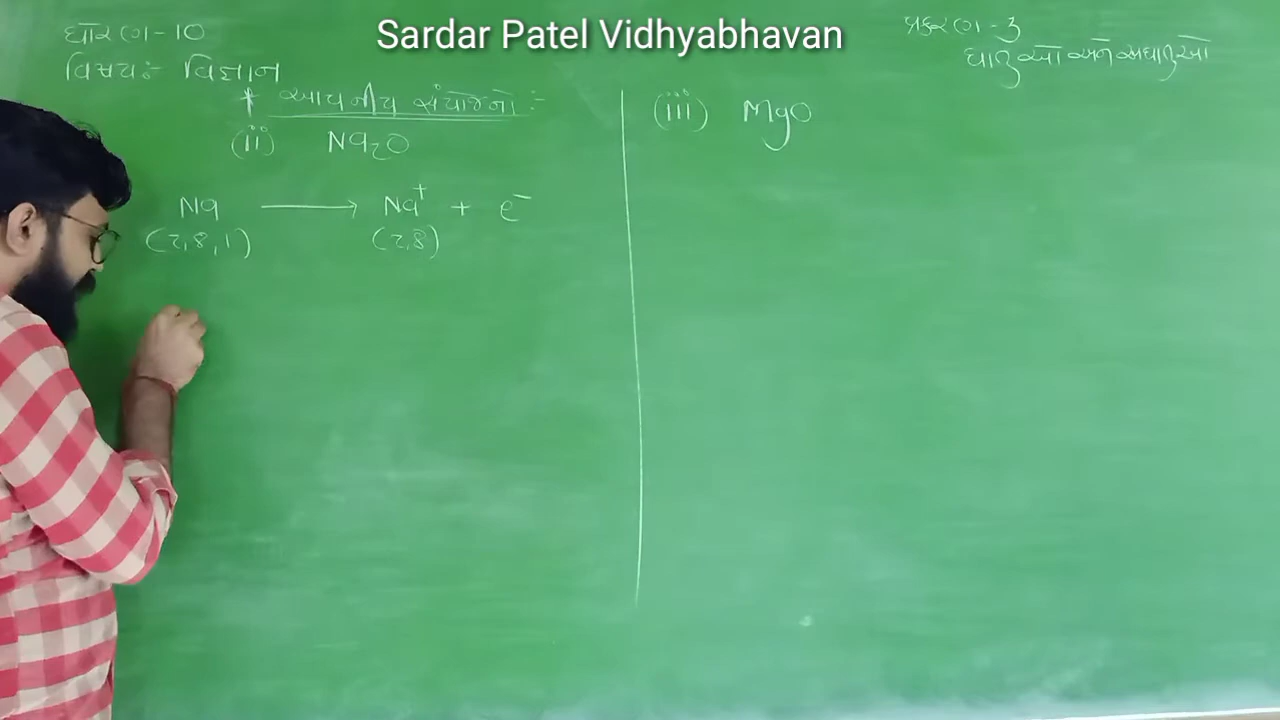 Sardar Patel Vidhyabhavan
ધોરણ-10
વિષય:- વિજ્ઞાન
પ્રકરણ-3
ધાતુઓ અને અધાતુઓ
* આયનીય સંયોજનો :-
(ii) Na₂O
Na ⟶ Na⁺ + e⁻
(2,8,1) (2,8)
(iii) MgO